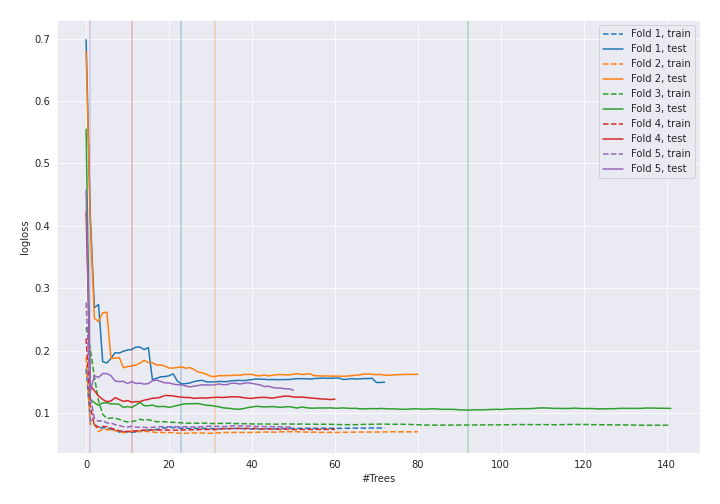 0.7
0.6
0.5
0.4
0.3
0.2
0.1
logloss
0 20 40 60 80 100 120 140
#Trees
Fold 1, train
Fold 1, test
Fold 2, train
Fold 2, test
Fold 3, train
Fold 3, test
Fold 4, train
Fold 4, test
Fold 5, train
Fold 5, test